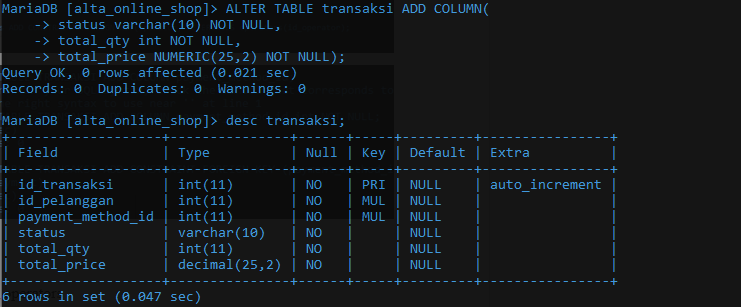 MariaDB [alta_online_shop]> ALTER TABLE transaksi ADD COLUMN(
    -> status varchar(10) NOT NULL,
    -> total_qty int NOT NULL,
    -> total_price NUMERIC(25,2) NOT NULL);
Query OK, 0 rows affected (0.021 sec)
Records: 0  Duplicates: 0  Warnings: 0

MariaDB [alta_online_shop]> desc transaksi;
+-------------------+---------------+------+-----+---------+----------------+
| Field             | Type          | Null | Key | Default | Extra          |
+-------------------+---------------+------+-----+---------+----------------+
| id_transaksi      | int(11)       | NO   | PRI | NULL    | auto_increment |
| id_pelanggan      | int(11)       | NO   | MUL | NULL    |                |
| payment_method_id | int(11)       | NO   | MUL | NULL    |                |
| status            | varchar(10)   | NO   |     | NULL    |                |
| total_qty         | int(11)       | NO   |     | NULL    |                |
| total_price       | decimal(25,2) | NO   |     | NULL    |                |
+-------------------+---------------+------+-----+---------+----------------+
6 rows in set (0.047 sec)